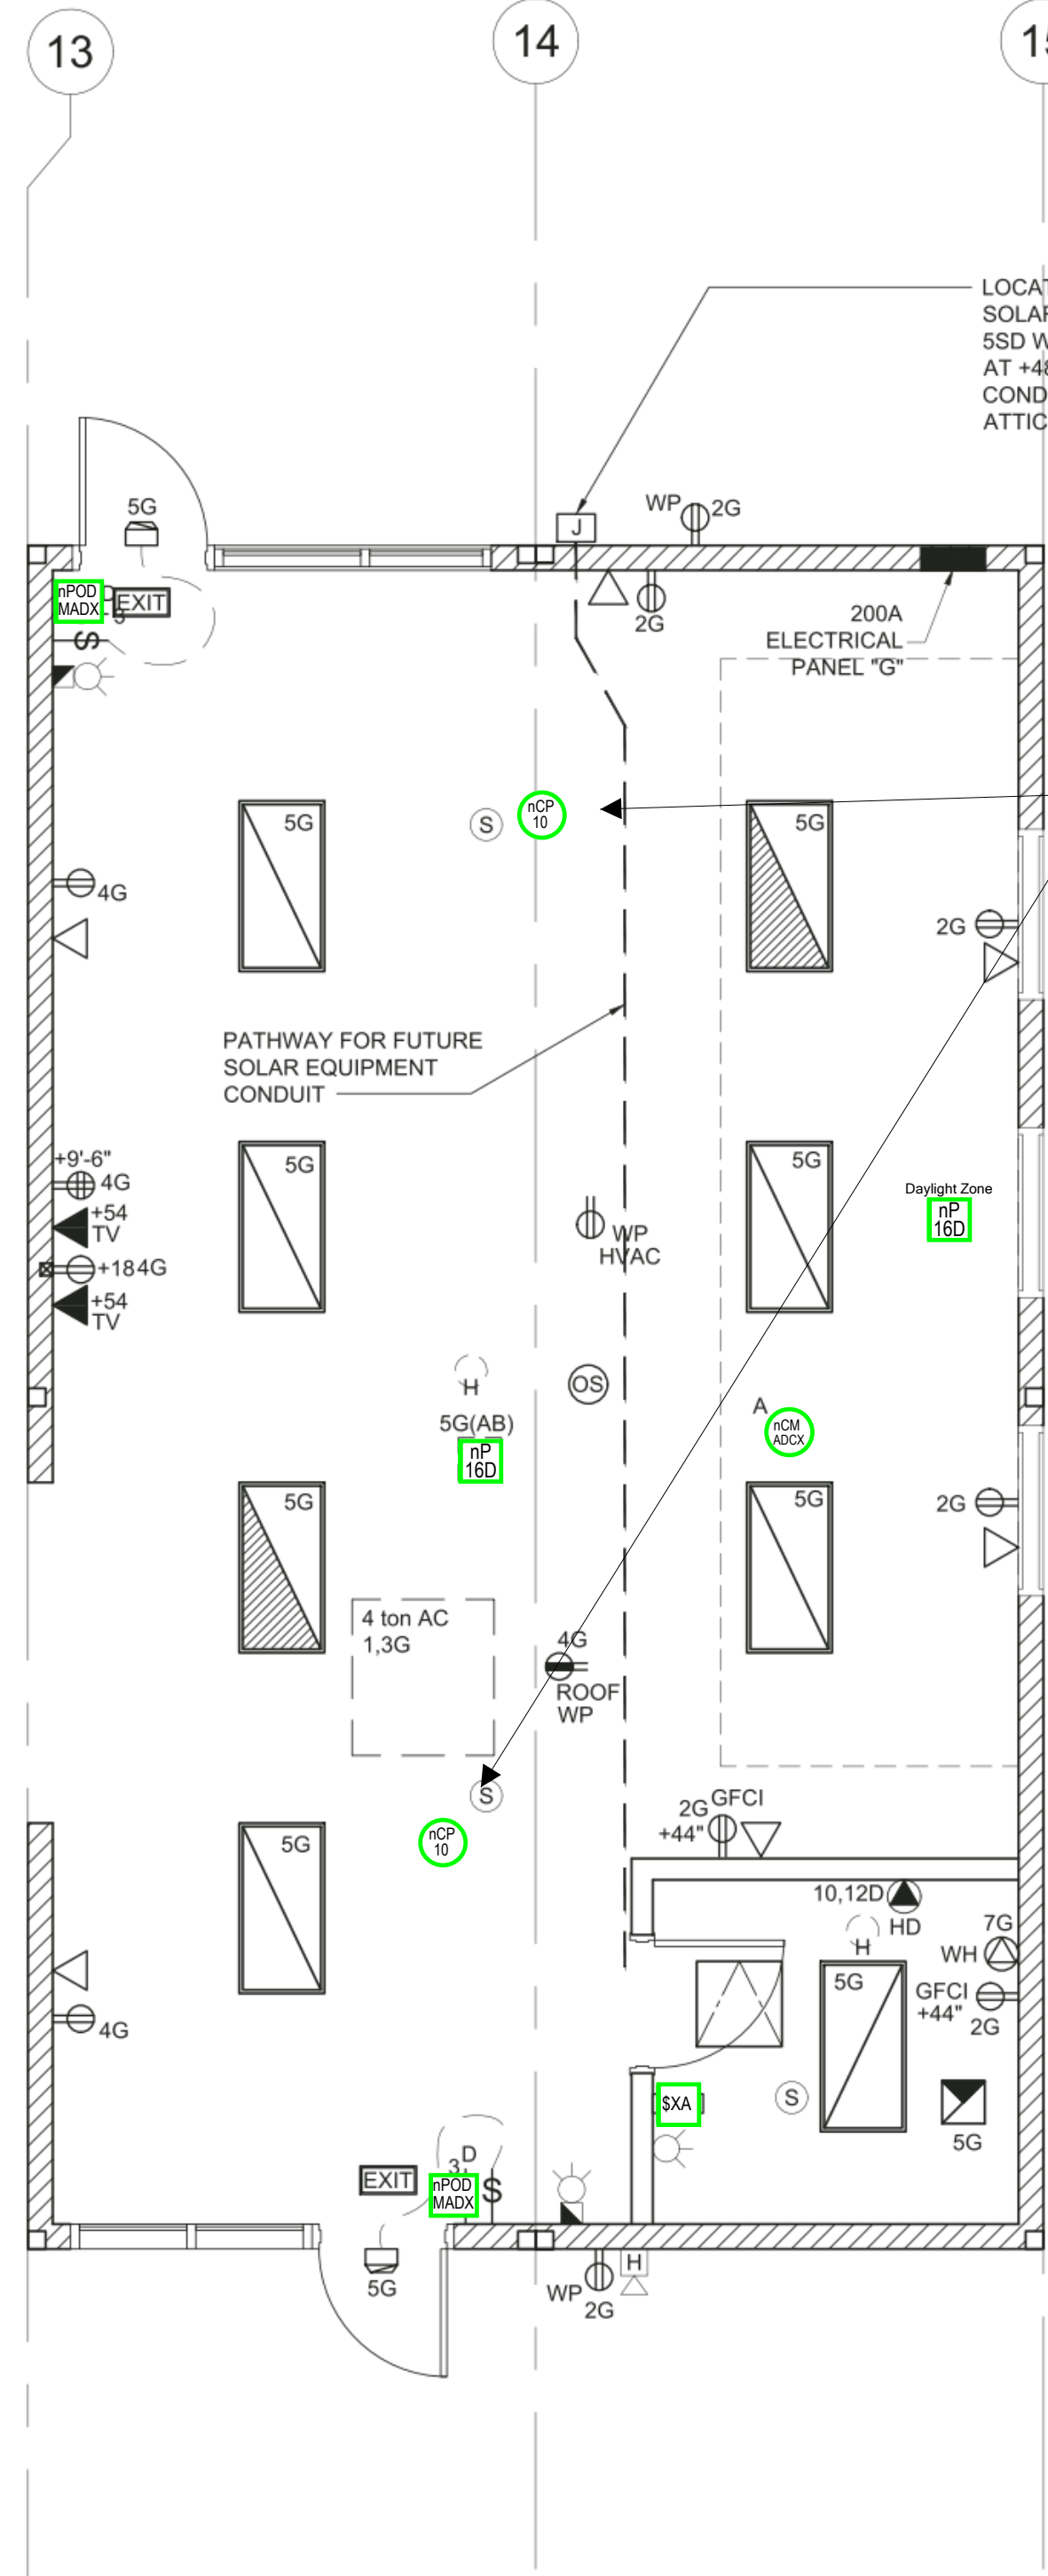 13
14
15
LOCAT
SOLAR
5SD W
AT +48
COND
ATTIC
5G
J
WP
2G
nPOD
MADX
D
3
EXIT
S
2G
200A
ELECTRICAL
PANEL "G"
5G
S
nCP
10
5G
4G
2G
PATHWAY FOR FUTURE
SOLAR EQUIPMENT
CONDUIT
+9'-6"
4G
+54
TV
+18 4G
+54
TV
5G
WP
HVAC
5G
Daylight Zone
nP
16D
H
5G(AB)
nP
16D
OS
A
nCM
ADCX
5G
5G
2G
4 ton AC
1,3G
4G
ROOF
WP
S
nCP
10
5G
2G GFCI
+44"
10,12D
HD
H
7G
WH
5G
GFCI
+44"
2G
4G
$XA
S
5G
D
3
EXIT
nPOD
MADX
S
5G
WP
2G
H